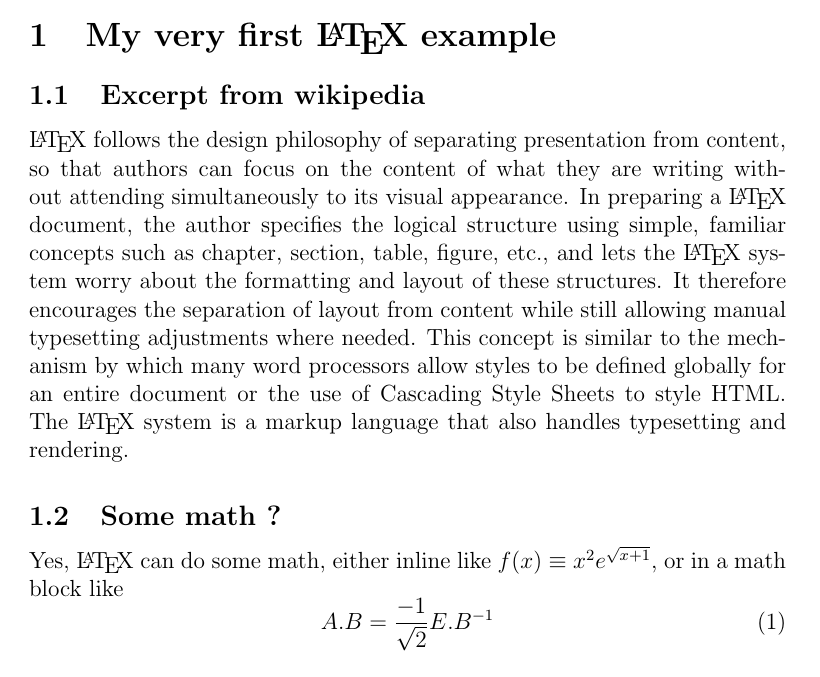 1 My very first LATEX example
1.1 Excerpt from wikipedia
LATEX follows the design philosophy of separating presentation from content,
so that authors can focus on the content of what they are writing with-
out attending simultaneously to its visual appearance. In preparing a LATEX
document, the author specifies the logical structure using simple, familiar
concepts such as chapter, section, table, figure, etc., and lets the LATEX sys-
tem worry about the formatting and layout of these structures. It therefore
encourages the separation of layout from content while still allowing manual
typesetting adjustments where needed. This concept is similar to the mech-
anism by which many word processors allow styles to be defined globally for
an entire document or the use of Cascading Style Sheets to style HTML.
The LATEX system is a markup language that also handles typesetting and
rendering.
1.2 Some math ?
Yes, LATEX can do some math, either inline like f(x) ≡ x²e^√(x+1), or in a math
block like
A.B = −1/√2 E.B⁻¹ (1)